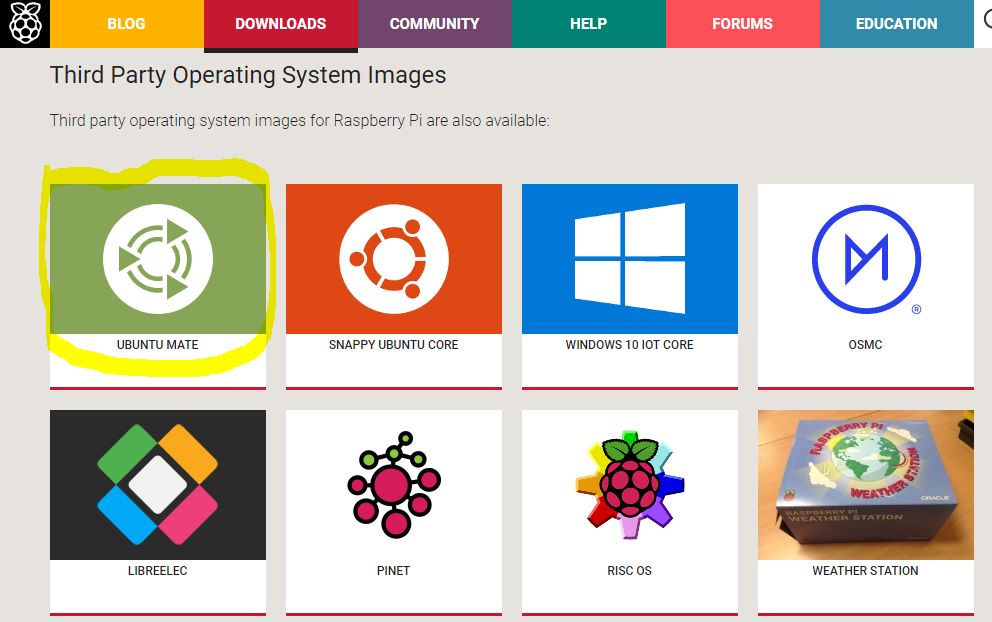 BLOG DOWNLOADS COMMUNITY HELP FORUMS EDUCATION
Third Party Operating System Images
Third party operating system images for Raspberry Pi are also available:
®
UBUNTU MATE SNAPPY UBUNTU CORE WINDOWS 10 IOT CORE OSMC
RASPBERRY PI
WEATHER STATION
ORACLE
RASPBERRY PI
WEATHER STATION
LIBREELEC PINET RISC OS WEATHER STATION